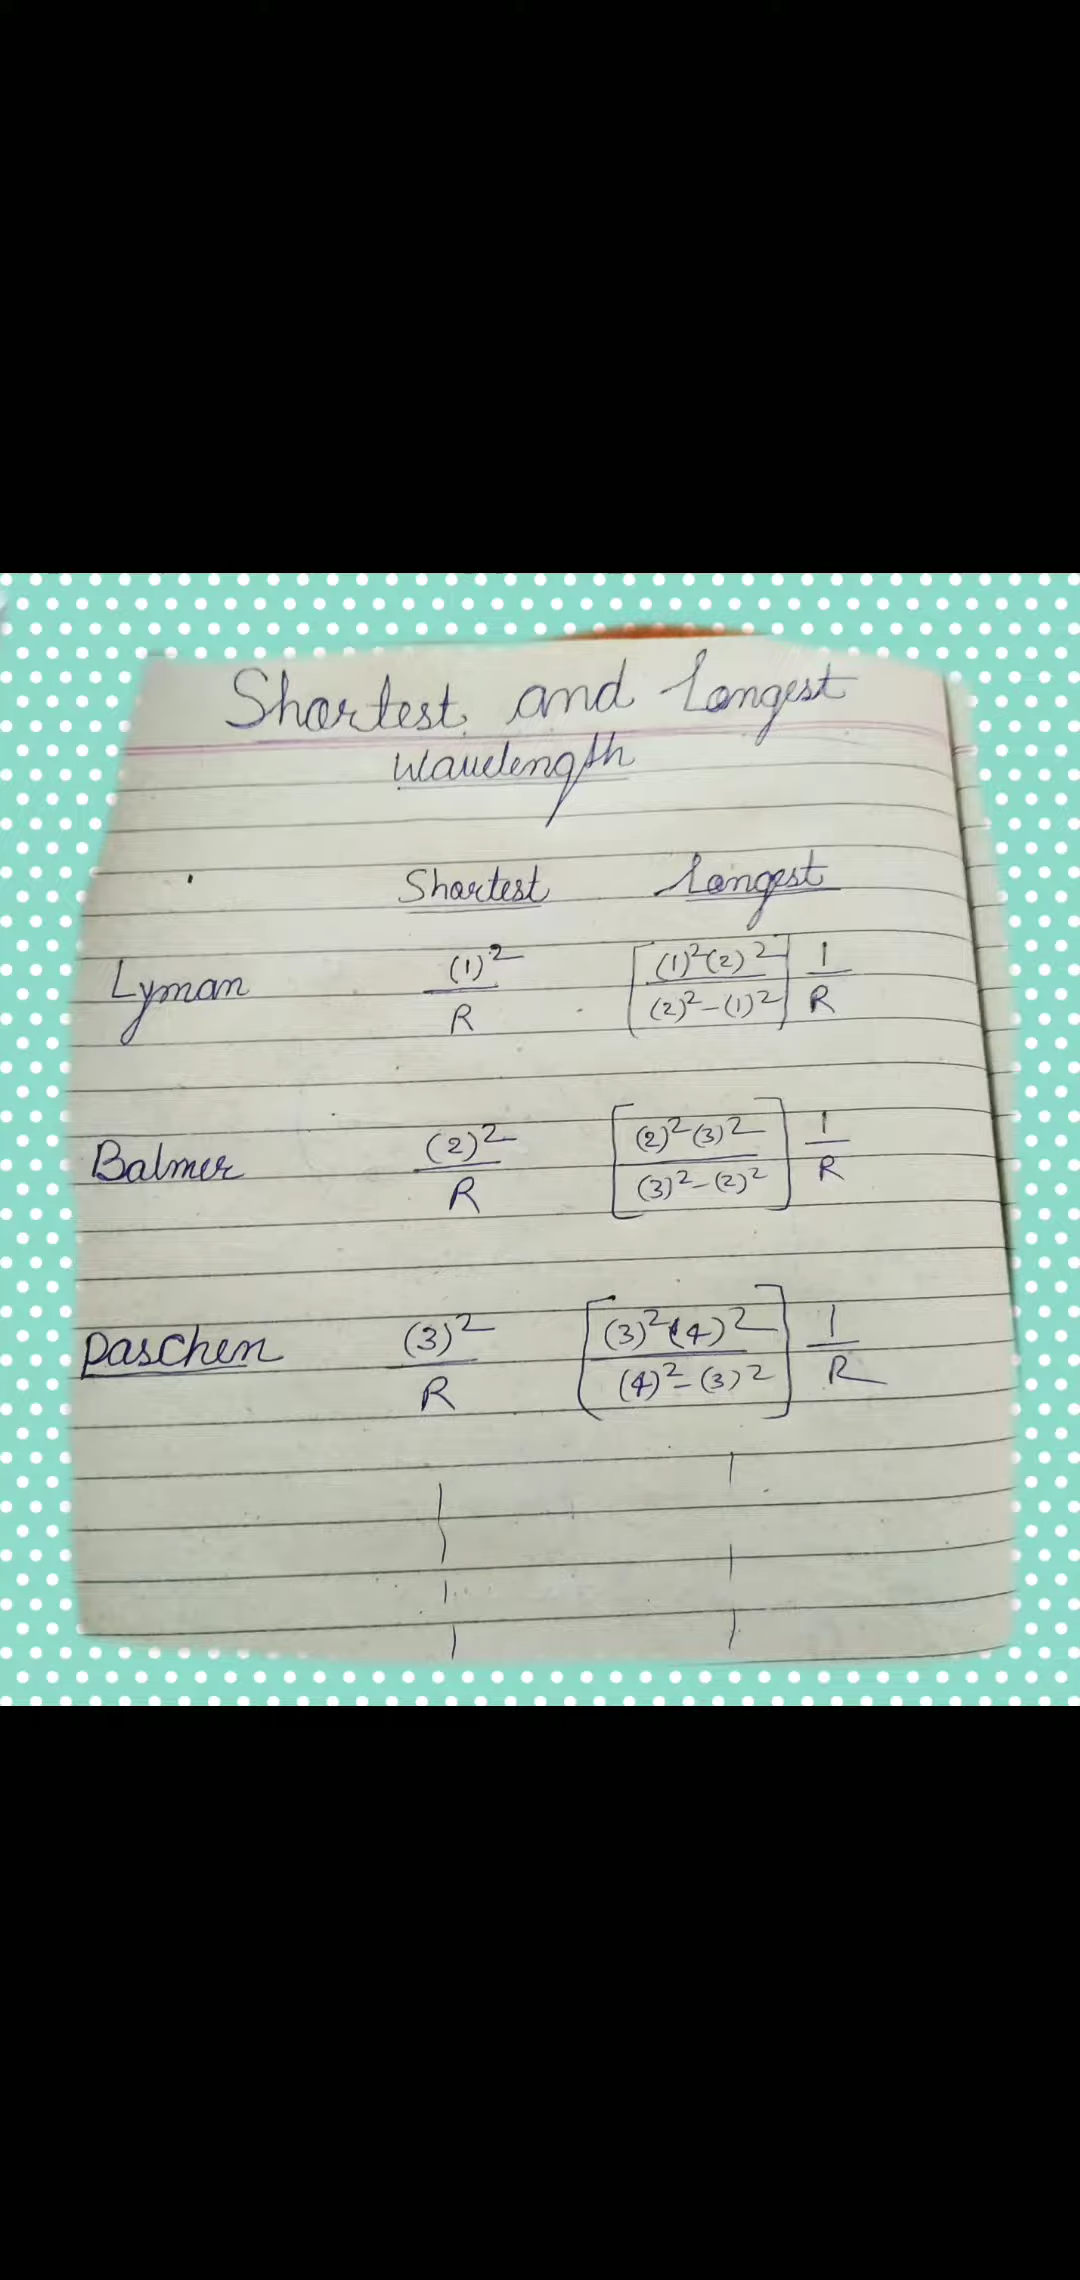 Shortest and Longest
Wavelength
Shortest Longest
Lyman (1)²/R [(1)²(2)²/(2)²-(1)²] 1/R
Balmer (2)²/R [(2)²(3)²/(3)²-(2)²] 1/R
Paschen (3)²/R [(3)²(4)²/(4)²-(3)²] 1/R